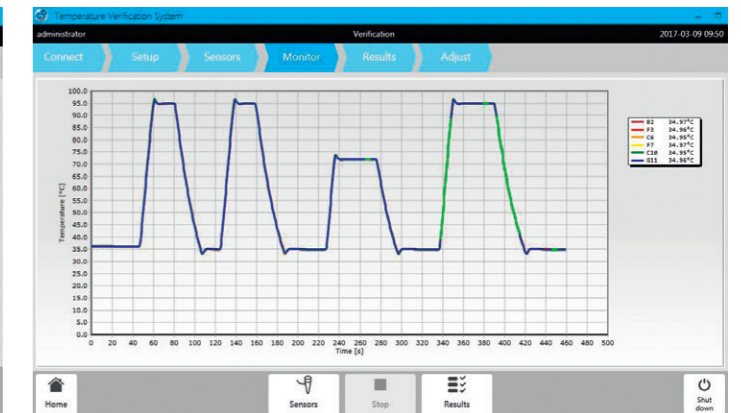 Temperature Verification System
administrator Verification 2017-03-09 09:50
Connect Setup Sensors Monitor Results Adjust
100.0
95.0
90.0
85.0
80.0
75.0
70.0
65.0
60.0
55.0
50.0
45.0
40.0
35.0
30.0
25.0
20.0
15.0
10.0
5.0
0.0
Temperature [°C]
0 20 40 60 80 100 120 140 160 180 200 220 240 260 280 300 320 340 360 380 400 420 440 460 480 500
Time [s]
B2 34.97°C
F3 34.96°C
C6 34.95°C
F7 34.97°C
C10 34.95°C
G11 34.96°C
Home Sensors Stop Results Shut down